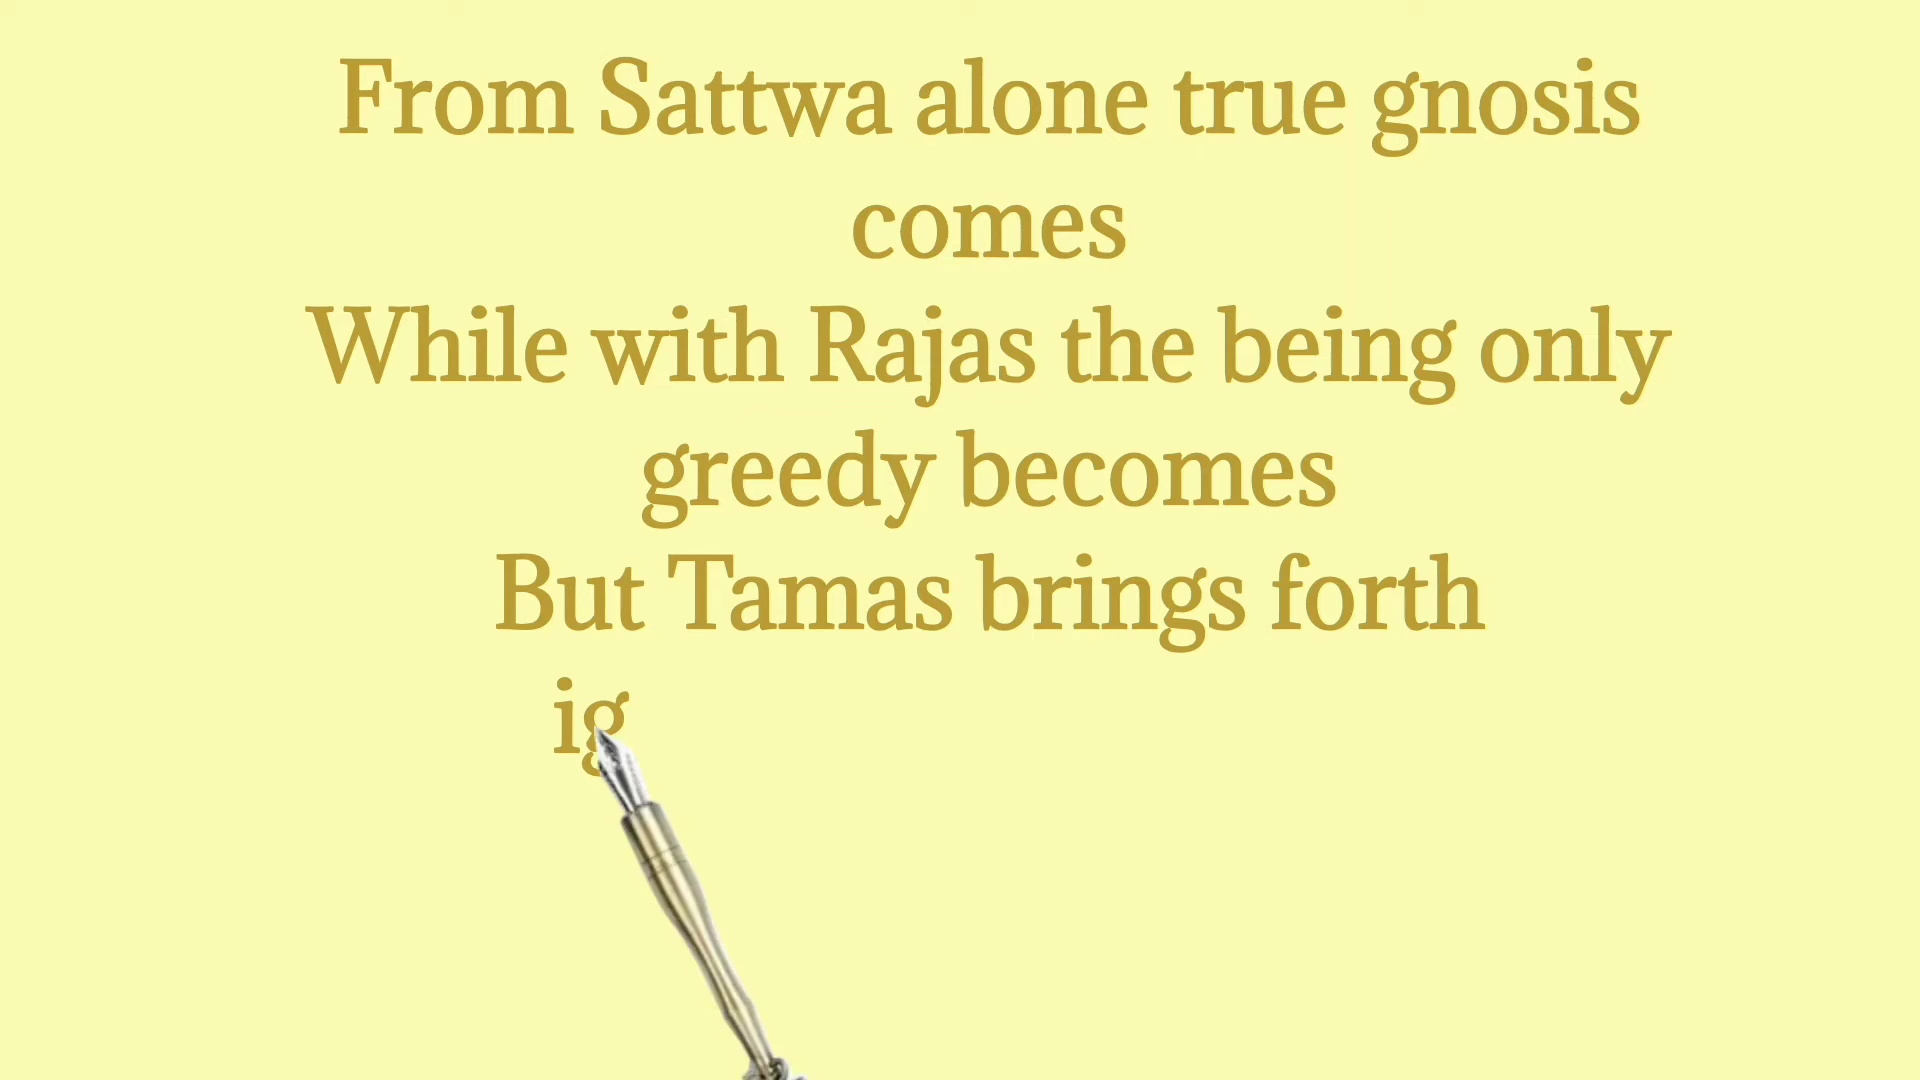 From Sattwa alone true gnosis
comes
While with Rajas the being only
greedy becomes
But Tamas brings forth
ig